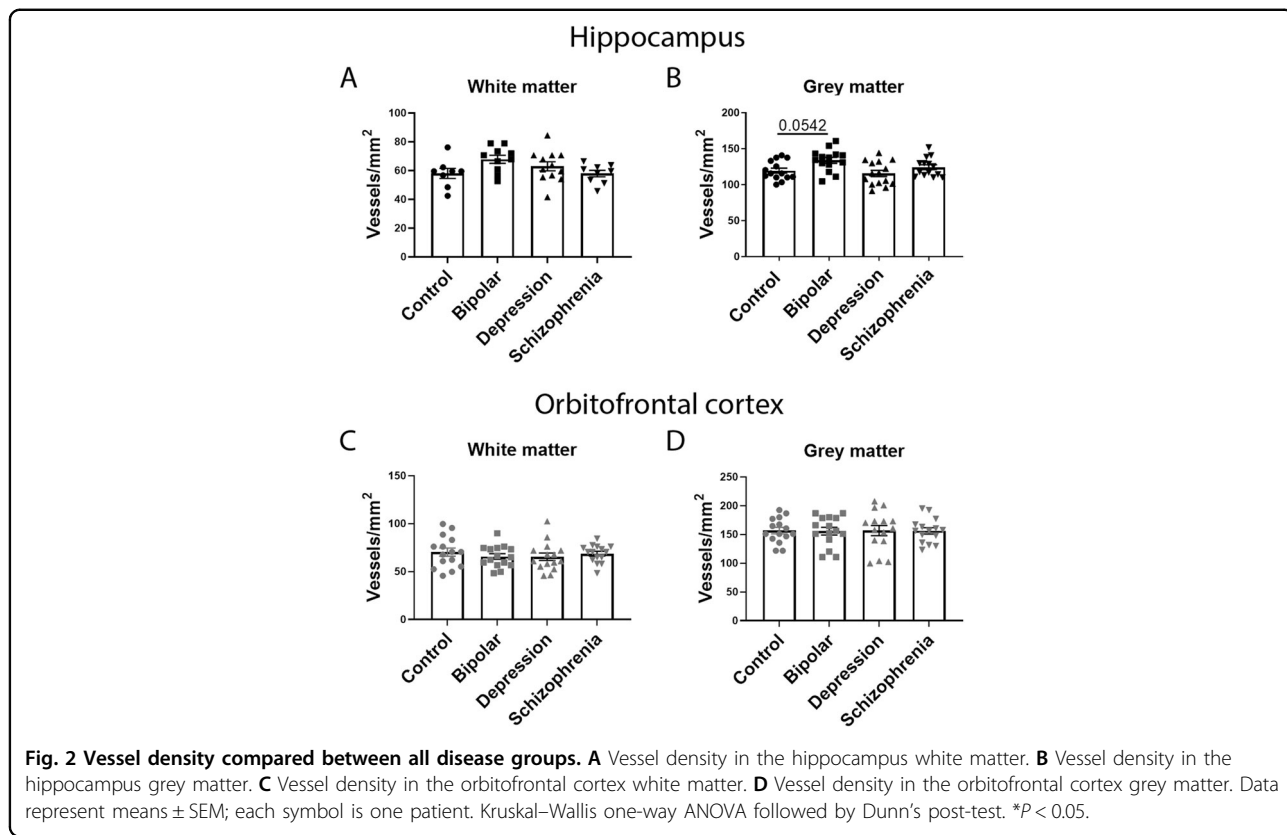 Hippocampus
A
White matter
Vessels/mm²
100
80
60
40
20
0
Control
Bipolar
Depression
Schizophrenia
B
Grey matter
Vessels/mm²
200
150
100
50
0
0.0542
Control
Bipolar
Depression
Schizophrenia
Orbitofrontal cortex
C
White matter
Vessels/mm²
150
100
50
0
Control
Bipolar
Depression
Schizophrenia
D
Grey matter
Vessels/mm²
250
200
150
100
50
0
Control
Bipolar
Depression
Schizophrenia
Fig. 2 Vessel density compared between all disease groups. A Vessel density in the hippocampus white matter. B Vessel density in the
hippocampus grey matter. C Vessel density in the orbitofrontal cortex white matter. D Vessel density in the orbitofrontal cortex grey matter. Data
represent means ± SEM; each symbol is one patient. Kruskal–Wallis one-way ANOVA followed by Dunn's post-test. *P < 0.05.